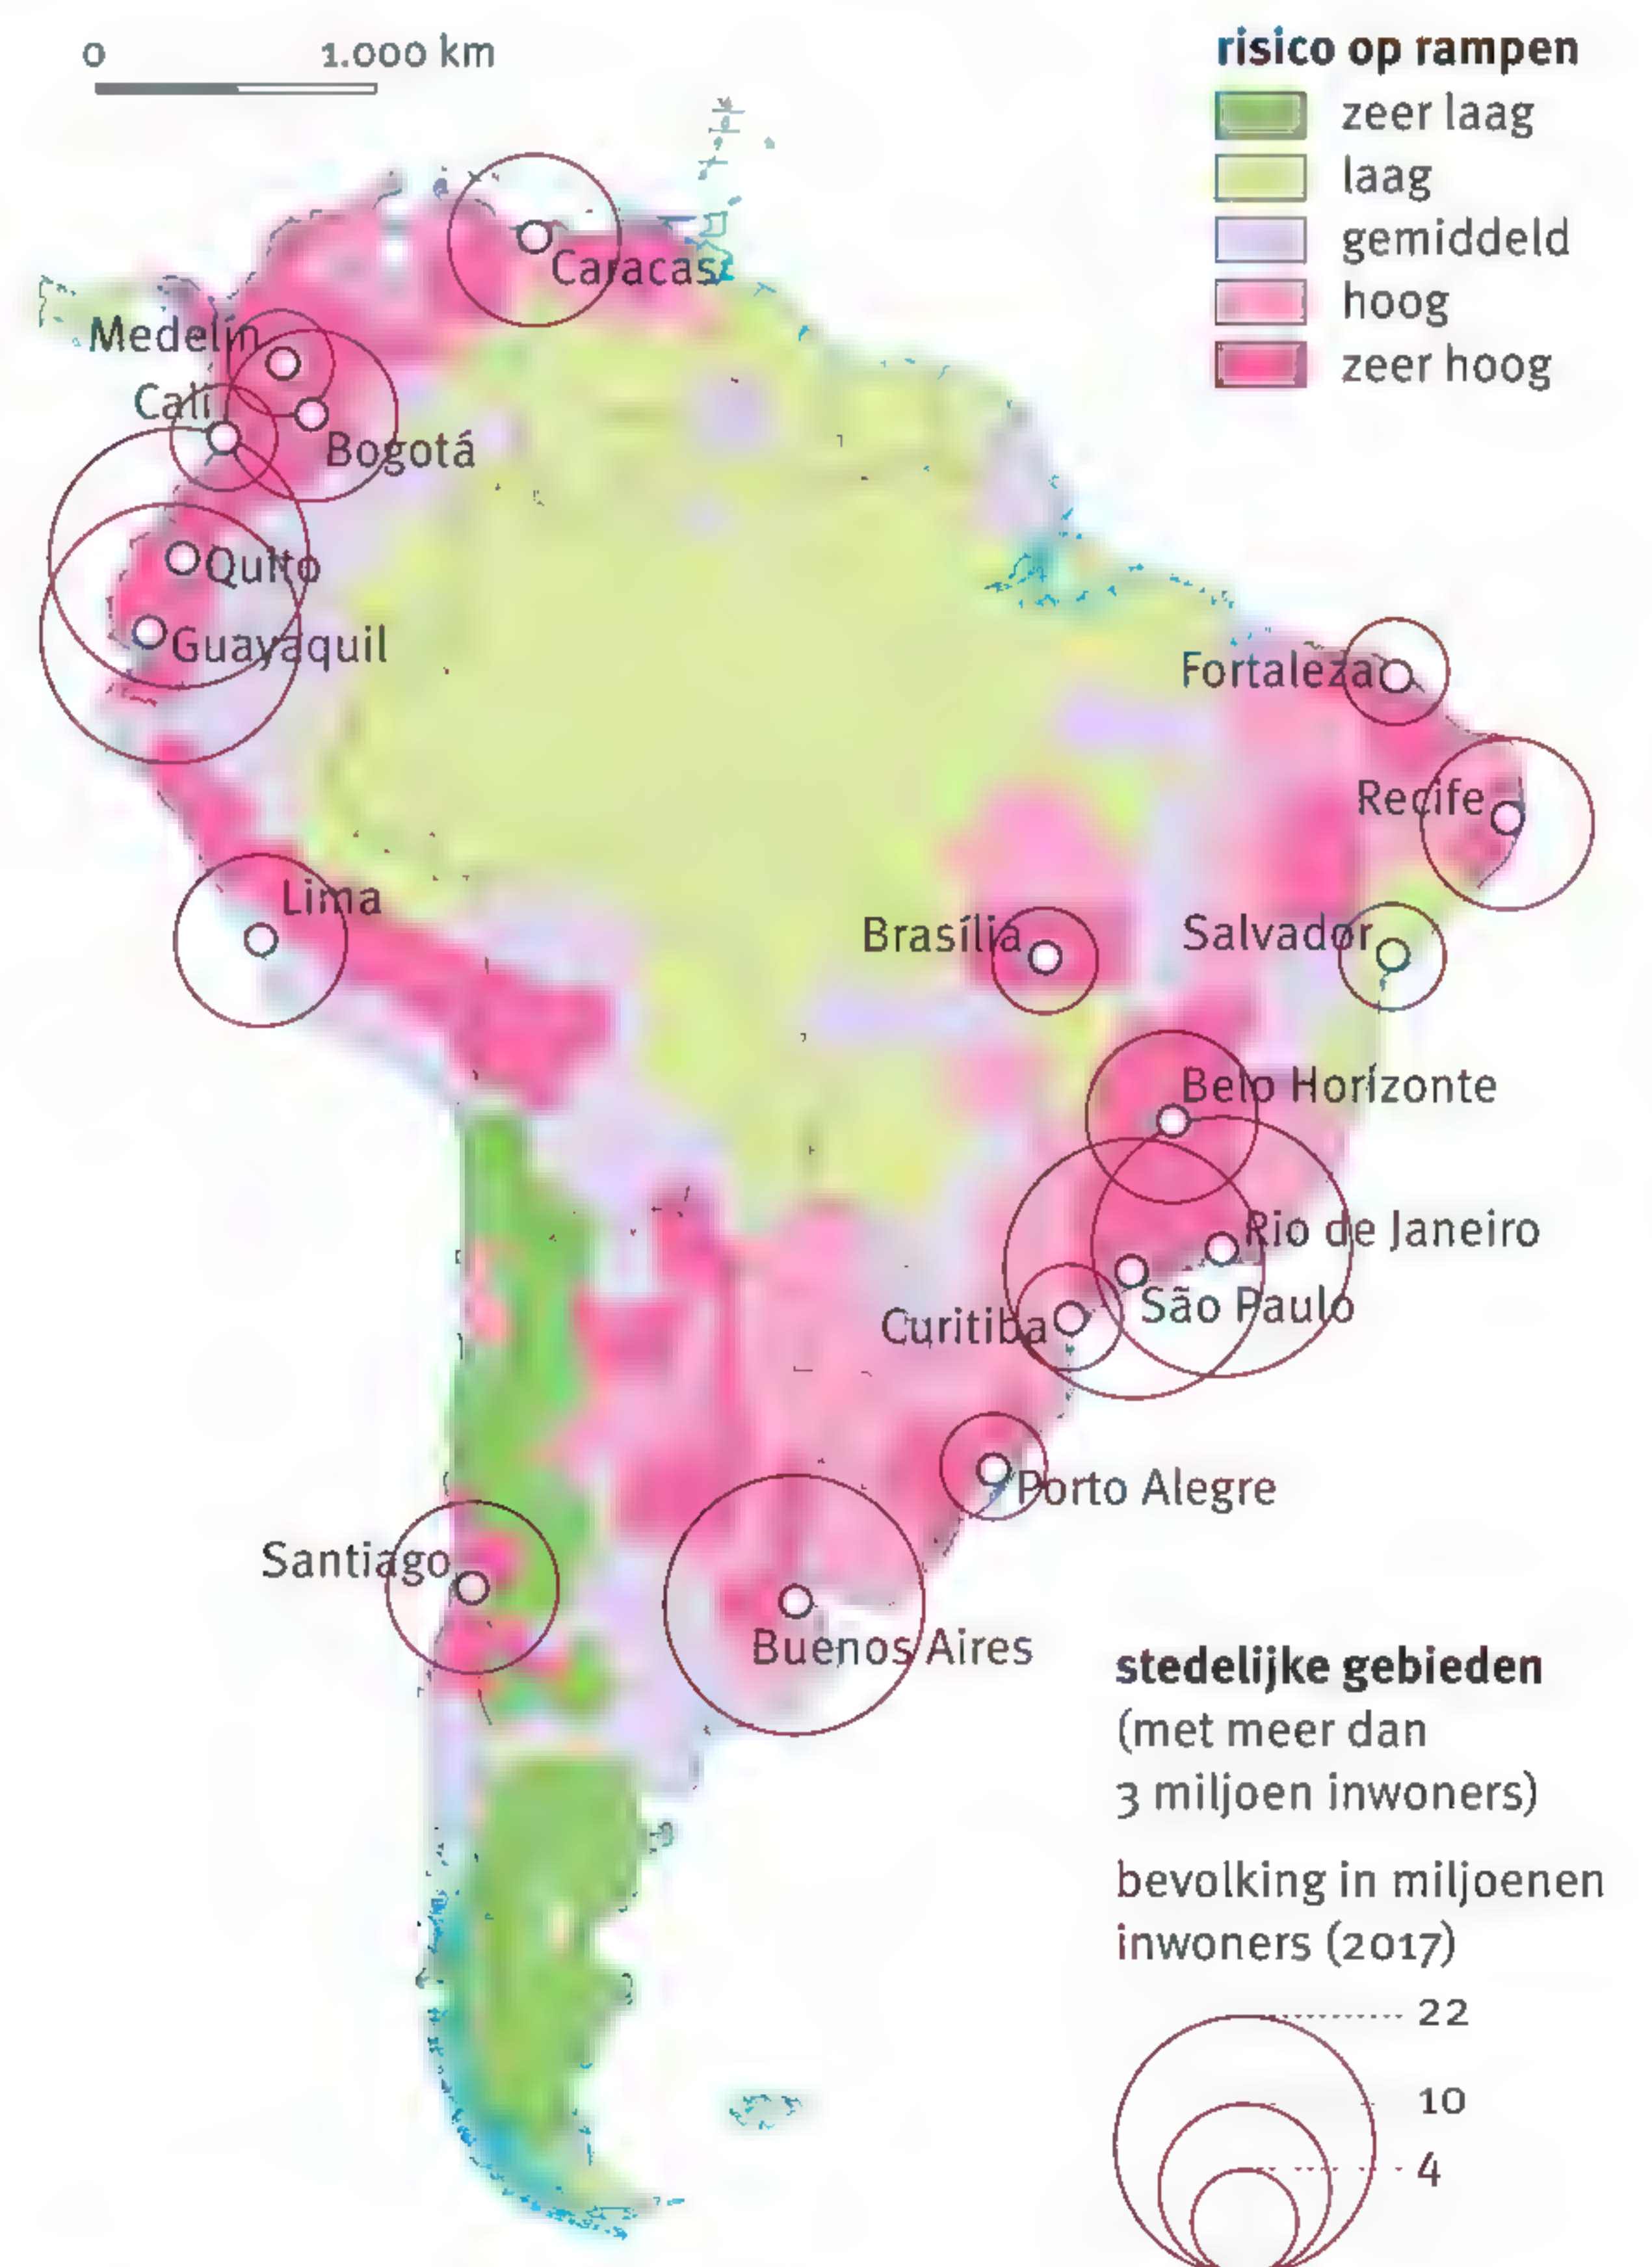 0 1.000 km
risico op rampen
zeer laag
laag
gemiddeld
hoog
zeer hoog
Caracas
Medelín
Cali
Bogotá
Quito
Guayaquil
Fortaleza
Recife
Lima
Brasília
Salvador
Belo Horízonte
Rio de Janeiro
São Paulo
Curitiba
Porto Alegre
Santiago
Buenos Aires
stedelijke gebieden
(met meer dan
3 miljoen inwoners)
bevolking in miljoenen
inwoners (2017)
22
10
4